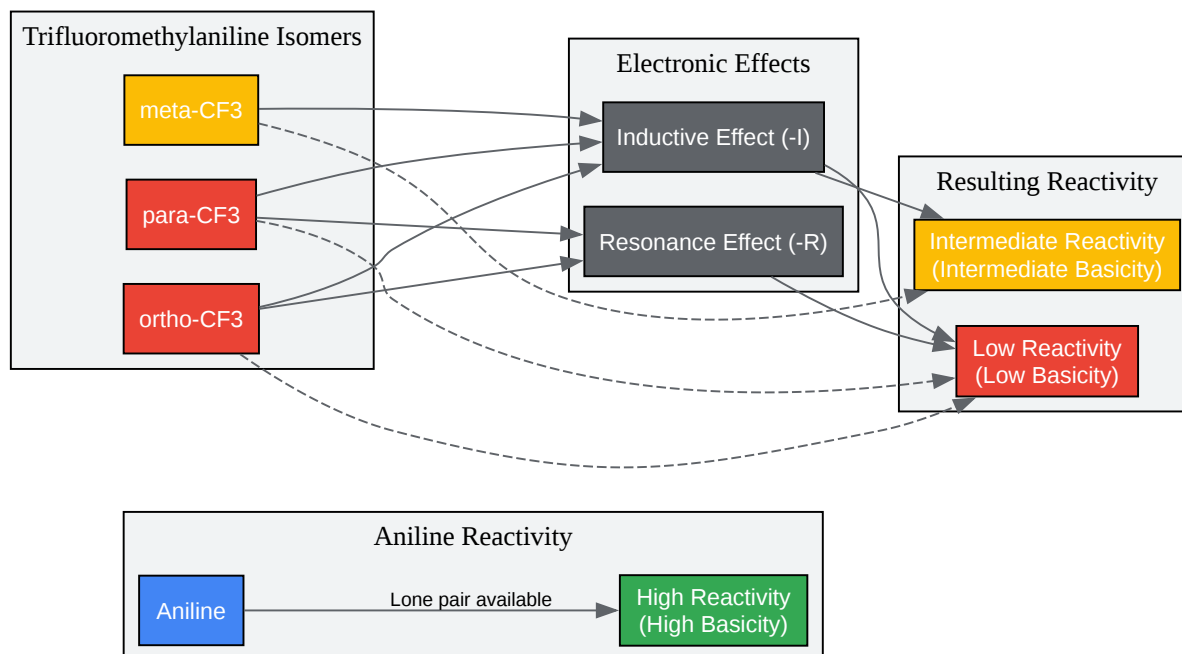 Trifluoromethylaniline Isomers
meta-CF3
para-CF3
ortho-CF3
Electronic Effects
Inductive Effect (-I)
Resonance Effect (-R)
Resulting Reactivity
Intermediate Reactivity
(Intermediate Basicity)
Low Reactivity
(Low Basicity)
Aniline Reactivity
Aniline
Lone pair available
High Reactivity
(High Basicity)